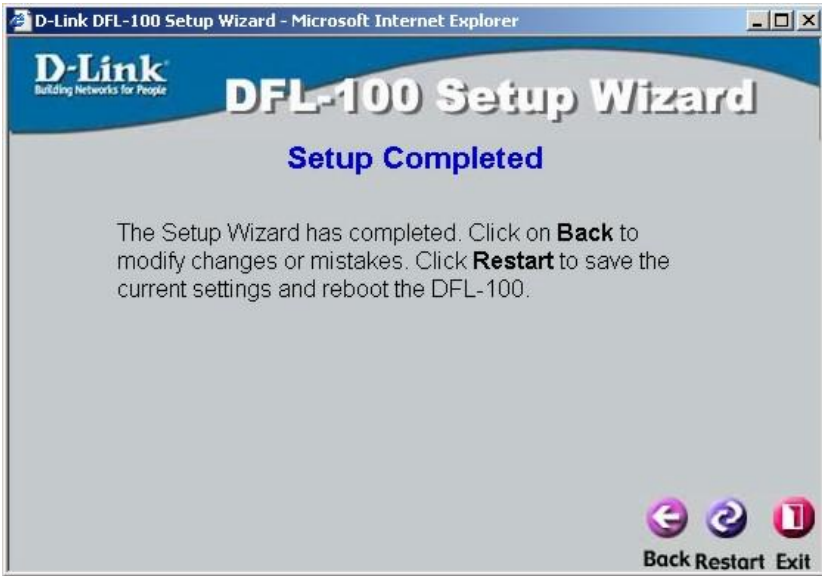 D-Link DFL-100 Setup Wizard - Microsoft Internet Explorer
D-Link
Building Networks for People
DFL-100 Setup Wizard
Setup Completed
The Setup Wizard has completed. Click on Back to
modify changes or mistakes. Click Restart to save the
current settings and reboot the DFL-100.
Back Restart Exit